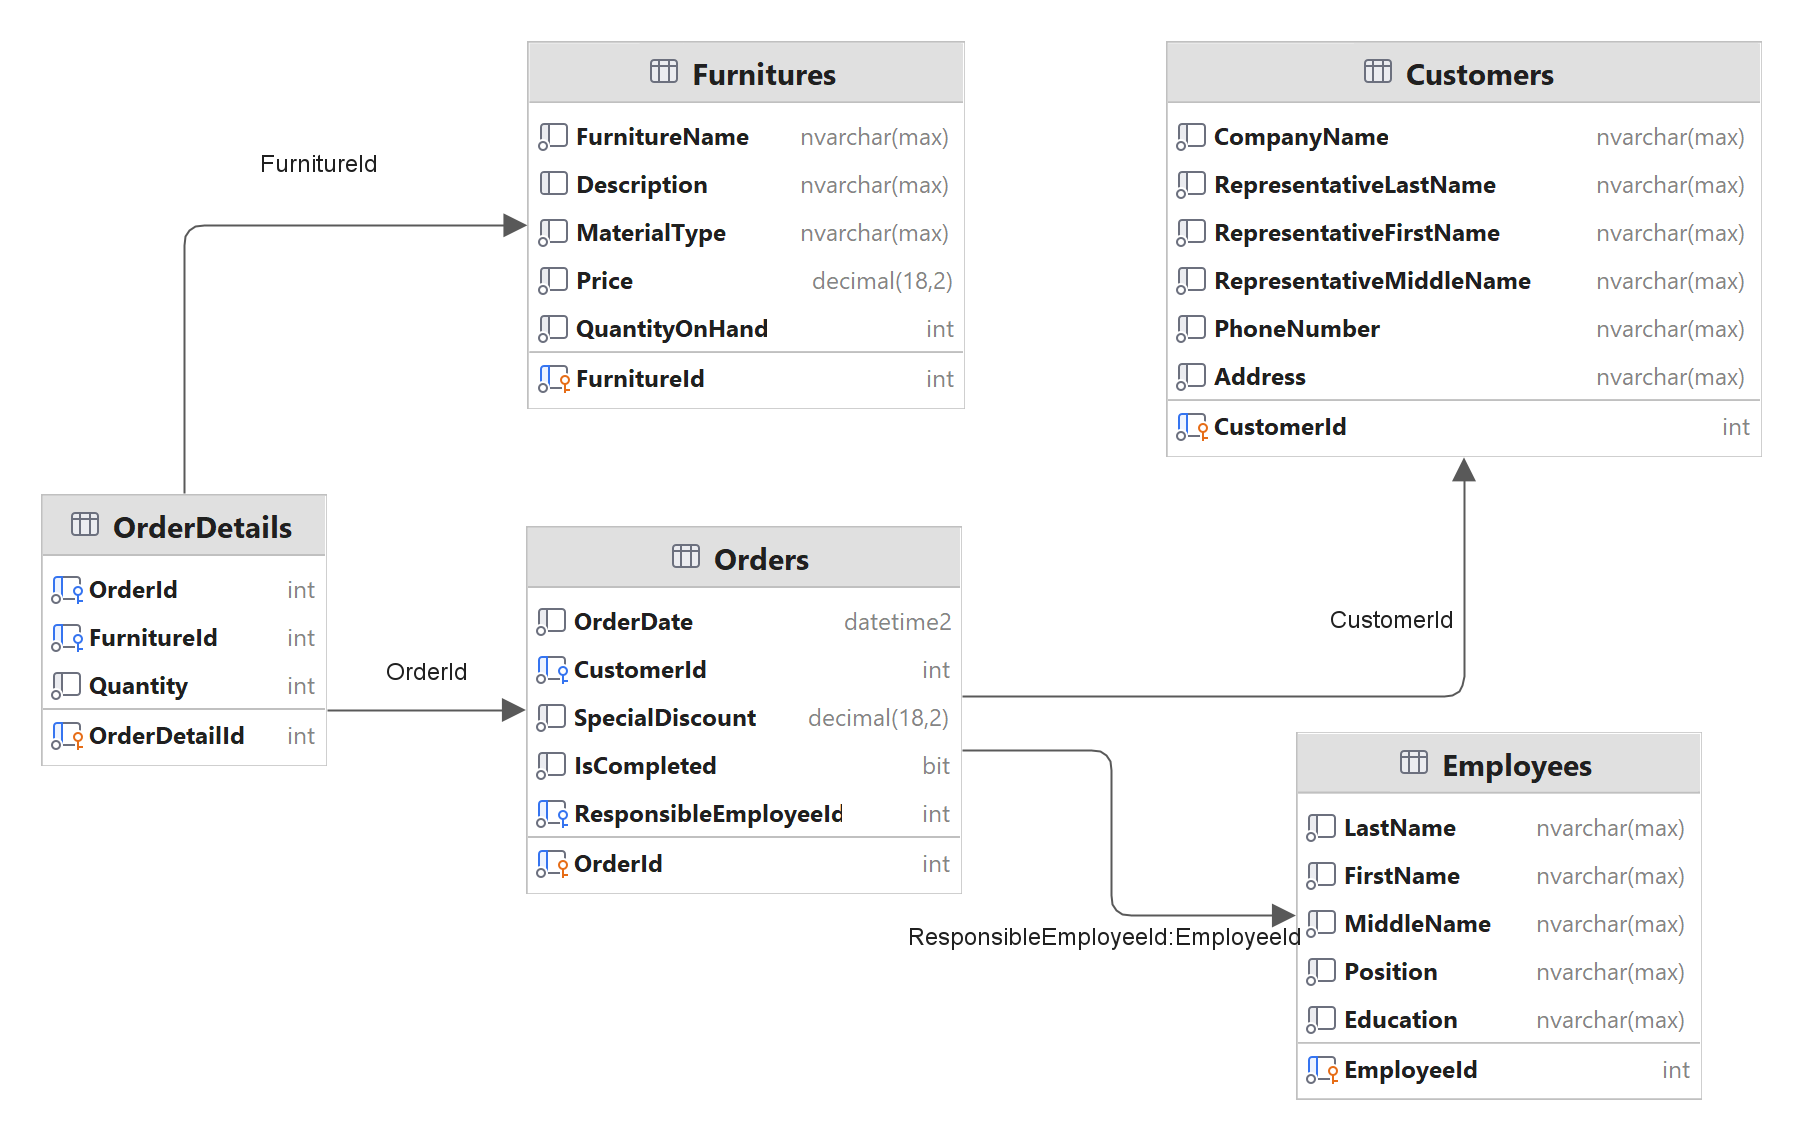 Furnitures
FurnitureName nvarchar(max)
Description nvarchar(max)
MaterialType nvarchar(max)
Price decimal(18,2)
QuantityOnHand int
FurnitureId int
Customers
CompanyName nvarchar(max)
RepresentativeLastName nvarchar(max)
RepresentativeFirstName nvarchar(max)
RepresentativeMiddleName nvarchar(max)
PhoneNumber nvarchar(max)
Address nvarchar(max)
CustomerId int
FurnitureId
OrderDetails
OrderId int
FurnitureId int
Quantity int
OrderDetailId int
OrderId
Orders
OrderDate datetime2
CustomerId int
SpecialDiscount decimal(18,2)
IsCompleted bit
ResponsibleEmployeeId int
OrderId int
CustomerId
ResponsibleEmployeeId:EmployeeId
Employees
LastName nvarchar(max)
FirstName nvarchar(max)
MiddleName nvarchar(max)
Position nvarchar(max)
Education nvarchar(max)
EmployeeId int